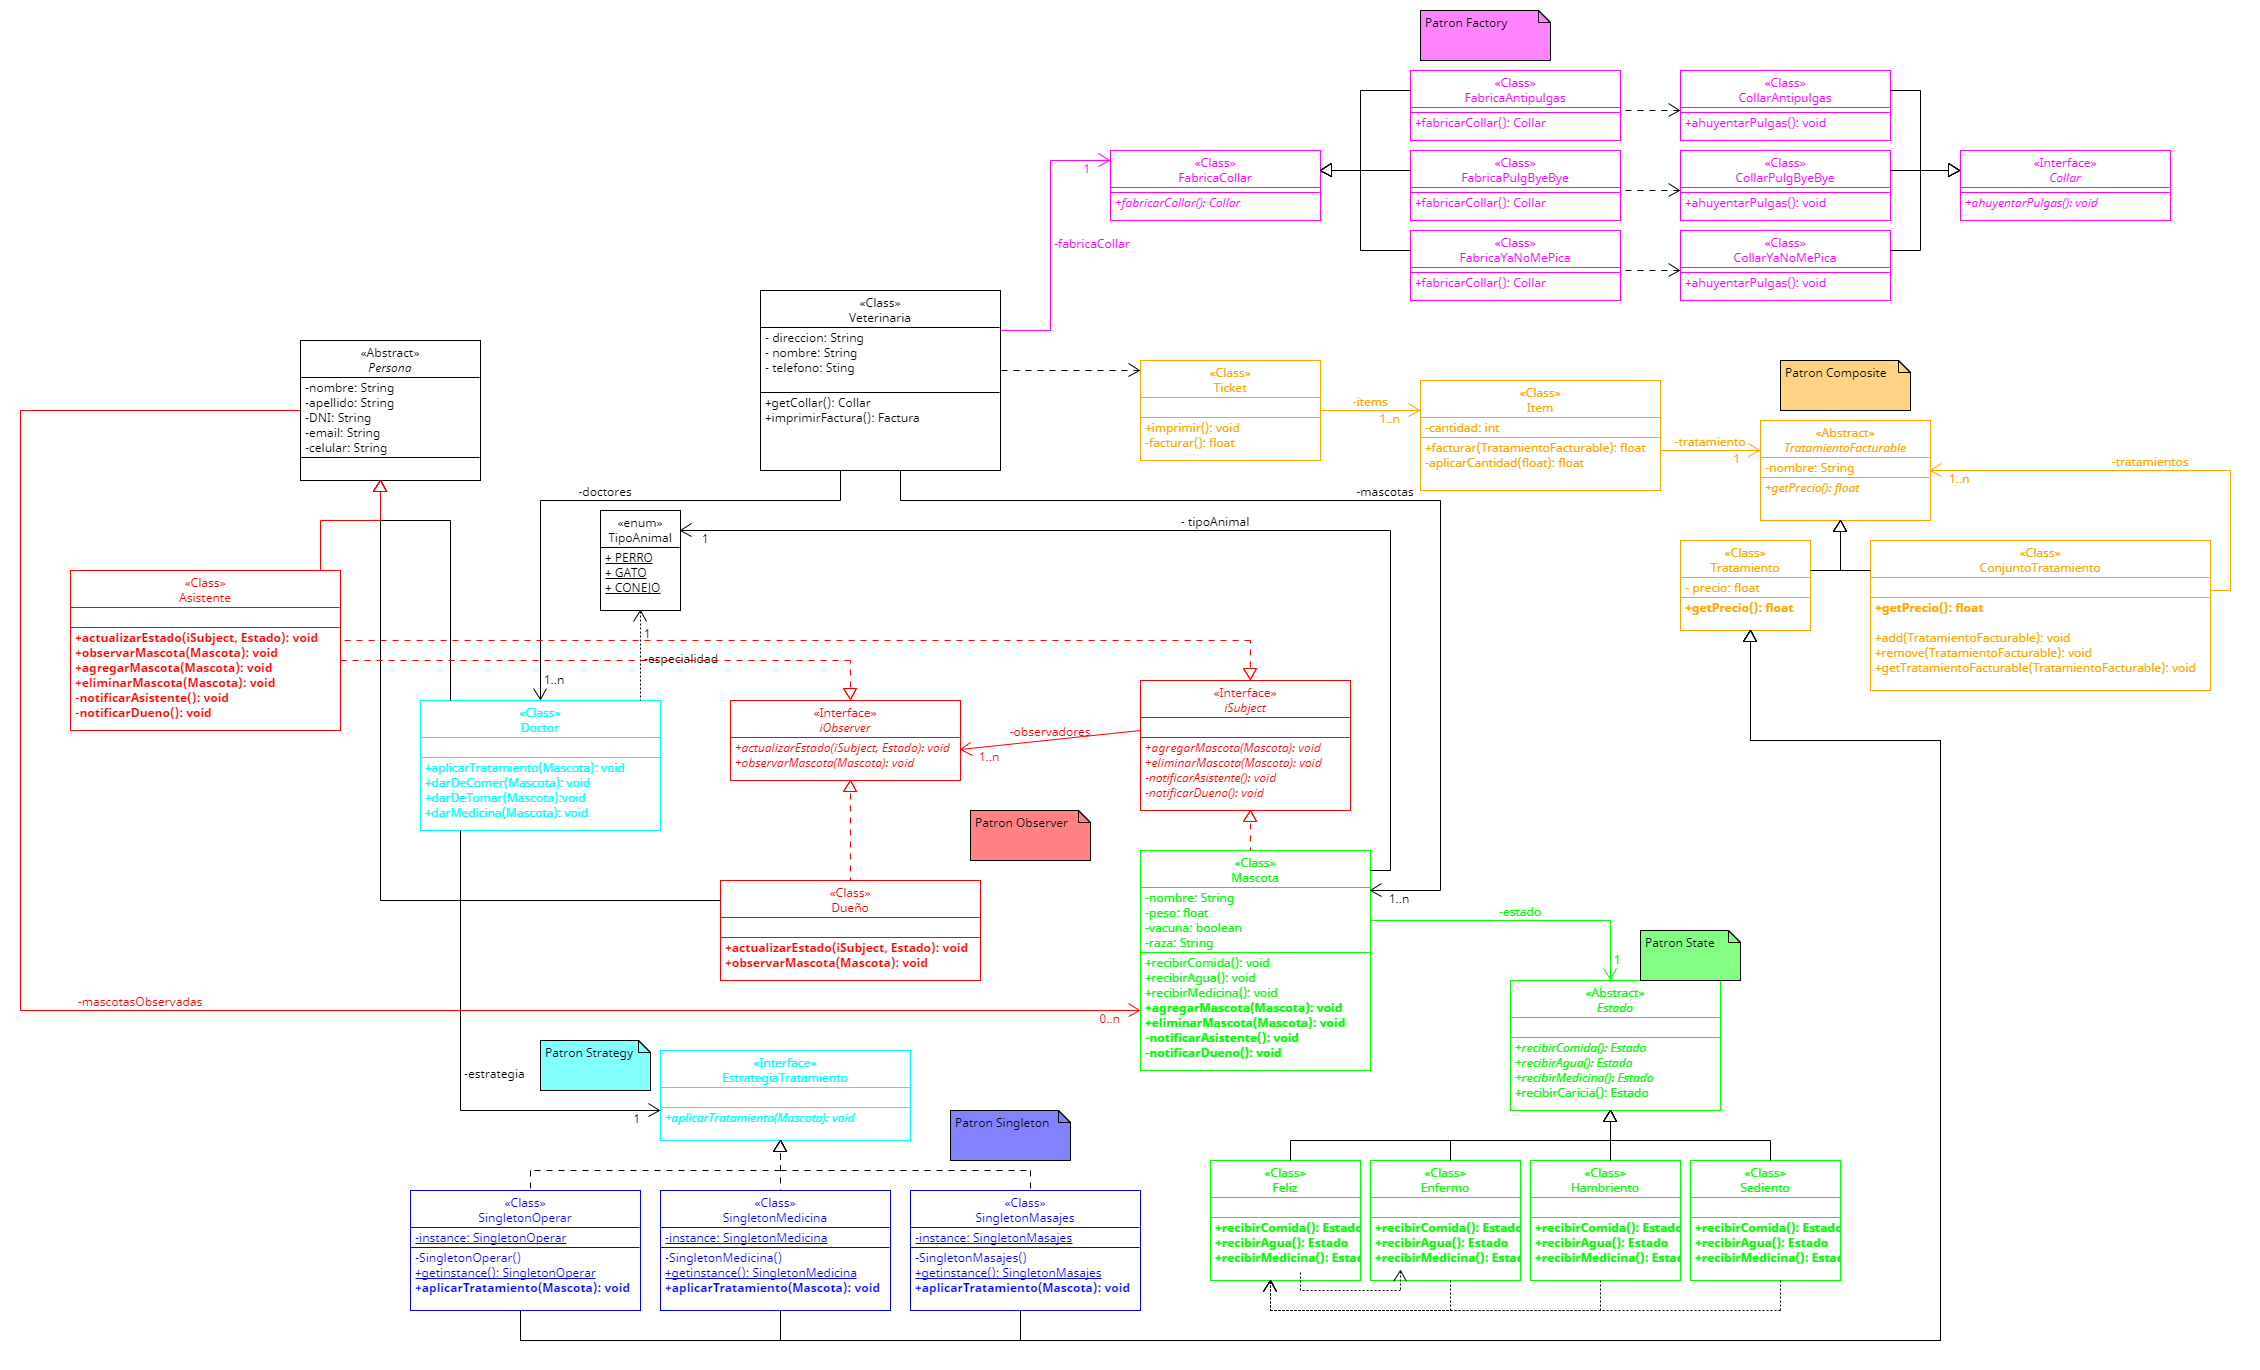 Patron Factory
«Class»
FabricaAntipulgas
+fabricarCollar(): Collar
«Class»
CollarAntipulgas
+ahuyentarPulgas(): void
«Class»
FabricaCollar
+fabricarCollar(): Collar
1
-fabricaCollar
«Class»
FabricaPulgByeBye
+fabricarCollar(): Collar
«Class»
CollarPulgByeBye
+ahuyentarPulgas(): void
«Interface»
Collar
+ahuyentarPulgas(): void
«Class»
FabricaYaNoMePica
+fabricarCollar(): Collar
«Class»
CollarYaNoMePica
+ahuyentarPulgas(): void
«Class»
Veterinaria
- direccion: String
- nombre: String
- telefono: Sting
+getCollar(): Collar
+imprimirFactura(): Factura
«Abstract»
Persona
-nombre: String
-apellido: String
-DNI: String
-email: String
-celular: String
«Class»
Ticket
+imprimir(): void
-facturar(): float
-items
1..n
«Class»
Item
-cantidad: int
+facturar(TratamientoFacturable): float
-aplicarCantidad(float): float
-tratamiento
1
Patron Composite
«Abstract»
TratamientoFacturable
-nombre: String
+getPrecio(): float
-tratamientos
1..n
«Class»
Tratamiento
- precio: float
+getPrecio(): float
«Class»
ConjuntoTratamiento
+getPrecio(): float
+add(TratamientoFacturable): void
+remove(TratamientoFacturable): void
+getTratamientoFacturable(TratamientoFacturable): void
-doctores
1..n
-mascotas
1..n
- tipoAnimal
1
«enum»
TipoAnimal
+ PERRO
+ GATO
+ CONEJO
1
-especialidad
«Class»
Asistente
+actualizarEstado(iSubject, Estado): void
+observarMascota(Mascota): void
+agregarMascota(Mascota): void
+eliminarMascota(Mascota): void
-notificarAsistente(): void
-notificarDueno(): void
«Class»
Doctor
+aplicarTratamiento(Mascota): void
+darDeComer(Mascota): void
+darDeTomar(Mascota):void
+darMedicina(Mascota): void
«Interface»
iObserver
+actualizarEstado(iSubject, Estado): void
+observarMascota(Mascota): void
-observadores
1..n
«Interface»
iSubject
+agregarMascota(Mascota): void
+eliminarMascota(Mascota): void
-notificarAsistente(): void
-notificarDueno(): void
Patron Observer
«Class»
Dueño
+actualizarEstado(iSubject, Estado): void
+observarMascota(Mascota): void
«Class»
Mascota
-nombre: String
-peso: float
-vacuna: boolean
-raza: String
+recibirComida(): void
+recibirAgua(): void
+recibirMedicina(): void
+agregarMascota(Mascota): void
+eliminarMascota(Mascota): void
-notificarAsistente(): void
-notificarDueno(): void
-mascotasObservadas
0..n
-estado
1
Patron State
«Abstract»
Estado
+recibirComida(): Estado
+recibirAgua(): Estado
+recibirMedicina(): Estado
+recibirCaricia(): Estado
Patron Strategy
-estrategia
1
«Interface»
EstrategiaTratamiento
+aplicarTratamiento(Mascota): void
Patron Singleton
«Class»
SingletonOperar
-instance: SingletonOperar
-SingletonOperar()
+getinstance(): SingletonOperar
+aplicarTratamiento(Mascota): void
«Class»
SingletonMedicina
-instance: SingletonMedicina
-SingletonMedicina()
+getinstance(): SingletonMedicina
+aplicarTratamiento(Mascota): void
«Class»
SingletonMasajes
-instance: SingletonMasajes
-SingletonMasajes()
+getinstance(): SingletonMasajes
+aplicarTratamiento(Mascota): void
«Class»
Feliz
+recibirComida(): Estado
+recibirAgua(): Estado
+recibirMedicina(): Estad
«Class»
Enfermo
+recibirComida(): Estado
+recibirAgua(): Estado
+recibirMedicina(): Estad
«Class»
Hambriento
+recibirComida(): Estado
+recibirAgua(): Estado
+recibirMedicina(): Estad
«Class»
Sediento
+recibirComida(): Estado
+recibirAgua(): Estado
+recibirMedicina(): Estad